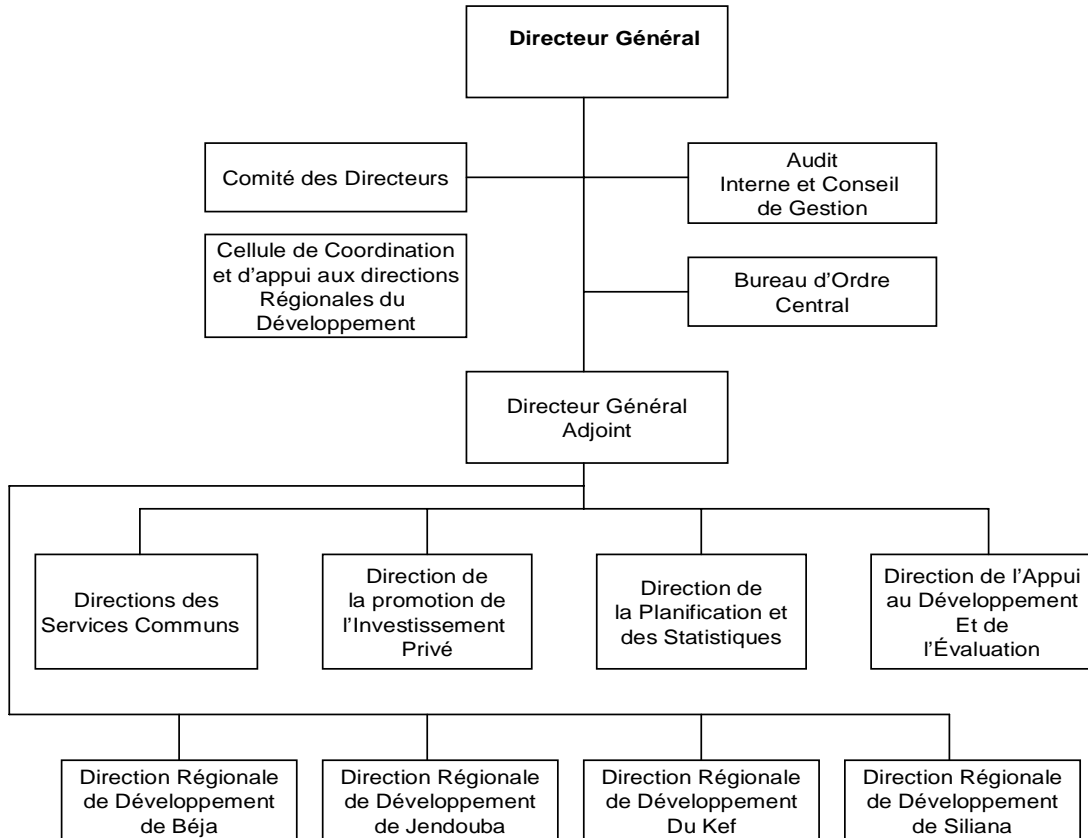 Directeur Général
Comité des Directeurs
Audit
Interne et Conseil
de Gestion
Cellule de Coordination
et d'appui aux directions
Régionales du
Développement
Bureau d’Ordre
Central
Directeur Général
Adjoint
Directions des
Services Communs
Direction de
la promotion de
l’Investissement
Privé
Direction de
la Planification et
des Statistiques
Direction de l’Appui
au Développement
Et de
l’Évaluation
Direction Régionale
de Développement
de Béja
Direction Régionale
de Développement
de Jendouba
Direction Régionale
de Développement
Du Kef
Direction Régionale
de Développement
de Siliana